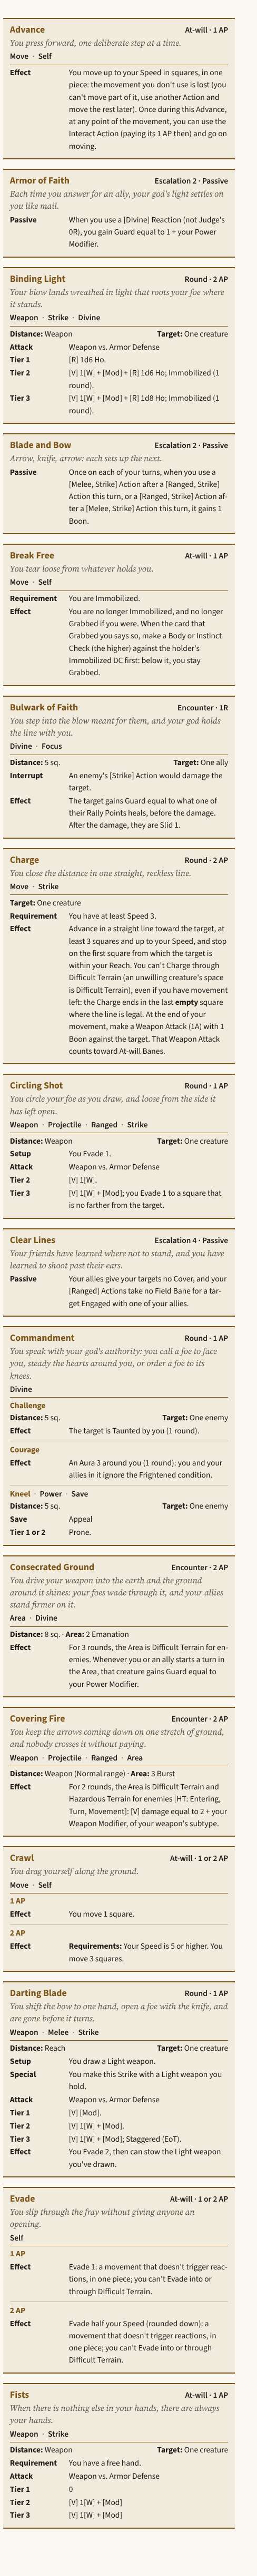 Advance At-will · 1 AP
You press forward, one deliberate step at a time.
Move · Self
Effect You move up to your Speed in squares, in one
piece: the movement you don't use is lost (you
can't move part of it, use another Action and
move the rest later). Once during this Advance,
at any point of the movement, you can use the
Interact Action (paying its 1 AP then) and go on
moving.
Armor of Faith Escalation 2 · Passive
Each time you answer for an ally, your god's light settles on
you like mail.
Passive When you use a [Divine] Reaction (not Judge's
0R), you gain Guard equal to 1 + your Power
Modifier.
Binding Light Round · 2 AP
Your blow lands wreathed in light that roots your foe where
it stands.
Weapon · Strike · Divine
Distance: Weapon Target: One creature
Attack Weapon vs. Armor Defense
Tier 1 [R] 1d6 Ho.
Tier 2 [V] 1[W] + [Mod] + [R] 1d6 Ho; Immobilized (1
round).
Tier 3 [V] 1[W] + [Mod] + [R] 1d8 Ho; Immobilized (1
round).
Blade and Bow Escalation 2 · Passive
Arrow, knife, arrow: each sets up the next.
Passive Once on each of your turns, when you use a
[Melee, Strike] Action after a [Ranged, Strike]
Action this turn, or a [Ranged, Strike] Action af-
ter a [Melee, Strike] Action this turn, it gains 1
Boon.
Break Free At-will · 1 AP
You tear loose from whatever holds you.
Move · Self
Requirement You are Immobilized.
Effect You are no longer Immobilized, and no longer
Grabbed if you were. When the card that
Grabbed you says so, make a Body or Instinct
Check (the higher) against the holder's
Immobilized DC first: below it, you stay
Grabbed.
Bulwark of Faith Encounter · 1R
You step into the blow meant for them, and your god holds
the line with you.
Divine · Focus
Distance: 5 sq. Target: One ally
Interrupt An enemy's [Strike] Action would damage the
target.
Effect The target gains Guard equal to what one of
their Rally Points heals, before the damage.
After the damage, they are Slid 1.
Charge Round · 2 AP
You close the distance in one straight, reckless line.
Move · Strike
Target: One creature
Requirement You have at least Speed 3.
Effect Advance in a straight line toward the target, at
least 3 squares and up to your Speed, and stop
on the first square from which the target is
within your Reach. You can't Charge through
Difficult Terrain (an unwilling creature's space
is Difficult Terrain), even if you have movement
left: the Charge ends in the last empty square
where the line is legal. At the end of your
movement, make a Weapon Attack (1A) with 1
Boon against the target. That Weapon Attack
counts toward At-will Banes.
Circling Shot Round · 1 AP
You circle your foe as you draw, and loose from the side it
has left open.
Weapon · Projectile · Ranged · Strike
Distance: Weapon Target: One creature
Setup You Evade 1.
Attack Weapon vs. Armor Defense
Tier 2 [V] 1[W].
Tier 3 [V] 1[W] + [Mod]; you Evade 1 to a square that
is no farther from the target.
Clear Lines Escalation 4 · Passive
Your friends have learned where not to stand, and you have
learned to shoot past their ears.
Passive Your allies give your targets no Cover, and your
[Ranged] Actions take no Field Bane for a tar-
get Engaged with one of your allies.
Commandment Round · 1 AP
You speak with your god's authority: you call a foe to face
you, steady the hearts around you, or order a foe to its
knees.
Divine
Challenge
Distance: 5 sq. Target: One enemy
Effect The target is Taunted by you (1 round).
Courage
Effect An Aura 3 around you (1 round): you and your
allies in it ignore the Frightened condition.
Kneel · Power · Save
Distance: 5 sq. Target: One enemy
Save Appeal
Tier 1 or 2 Prone.
Consecrated Ground Encounter · 2 AP
You drive your weapon into the earth and the ground
around it shines: your foes wade through it, and your allies
stand firmer on it.
Area · Divine
Distance: 8 sq. · Area: 2 Emanation
Effect For 3 rounds, the Area is Difficult Terrain for en-
emies. Whenever you or an ally starts a turn in
the Area, that creature gains Guard equal to
your Power Modifier.
Covering Fire Encounter · 2 AP
You keep the arrows coming down on one stretch of ground,
and nobody crosses it without paying.
Weapon · Projectile · Ranged · Area
Distance: Weapon (Normal range) · Area: 3 Burst
Effect For 2 rounds, the Area is Difficult Terrain and
Hazardous Terrain for enemies [HT: Entering,
Turn, Movement]: [V] damage equal to 2 + your
Weapon Modifier, of your weapon's subtype.
Crawl At-will · 1 or 2 AP
You drag yourself along the ground.
Move · Self
1 AP
Effect You move 1 square.
2 AP
Effect Requirements: Your Speed is 5 or higher. You
move 3 squares.
Darting Blade Round · 1 AP
You shift the bow to one hand, open a foe with the knife, and
are gone before it turns.
Weapon · Melee · Strike
Distance: Reach Target: One creature
Setup You draw a Light weapon.
Special You make this Strike with a Light weapon you
hold.
Attack Weapon vs. Armor Defense
Tier 1 [V] [Mod].
Tier 2 [V] 1[W] + [Mod].
Tier 3 [V] 1[W] + [Mod]; Staggered (EoT).
Effect You Evade 2, then can stow the Light weapon
you've drawn.
Evade At-will · 1 or 2 AP
You slip through the fray without giving anyone an
opening.
Self
1 AP
Effect Evade 1: a movement that doesn't trigger reac-
tions, in one piece; you can't Evade into or
through Difficult Terrain.
2 AP
Effect Evade half your Speed (rounded down): a
movement that doesn't trigger reactions, in
one piece; you can't Evade into or through
Difficult Terrain.
Fists At-will · 1 AP
When there is nothing else in your hands, there are always
your hands.
Weapon · Strike
Distance: Weapon Target: One creature
Requirement You have a free hand.
Attack Weapon vs. Armor Defense
Tier 1 0
Tier 2 [V] 1[W] + [Mod]
Tier 3 [V] 1[W] + [Mod]